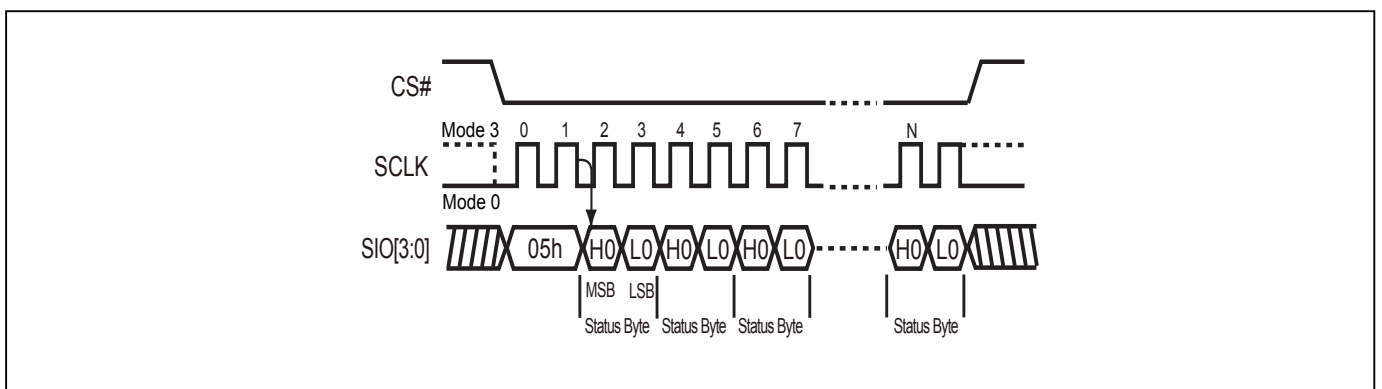 CS#
Mode 3 0 1 2 3 4 5 6 7 N
SCLK
Mode 0
SIO[3:0] 05h H0 L0 H0 L0 H0 L0 H0 L0
MSB LSB
Status Byte Status Byte Status Byte Status Byte